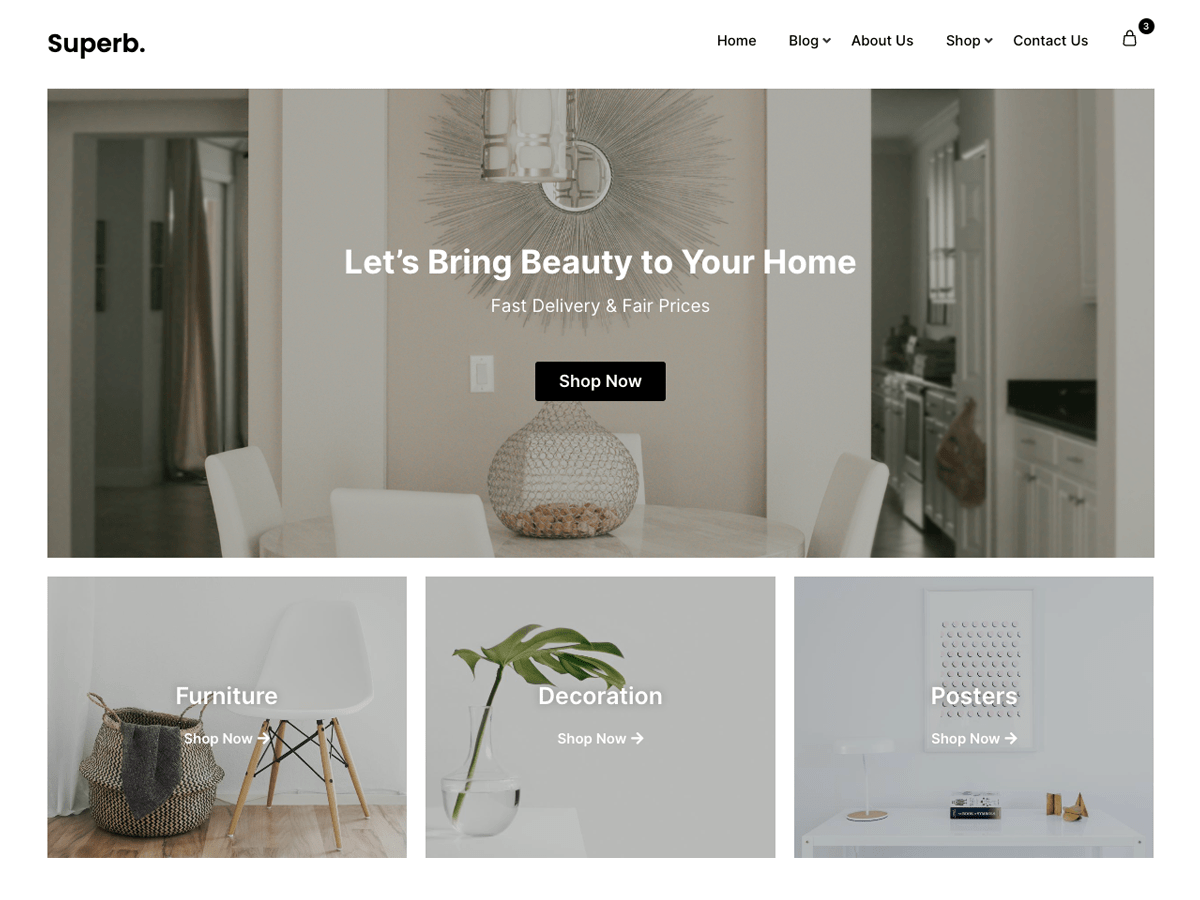 Superb.
Home Blog About Us Shop Contact Us 3
Let’s Bring Beauty to Your Home
Fast Delivery & Fair Prices
Shop Now
Furniture
Shop Now
Decoration
Shop Now
Posters
Shop Now